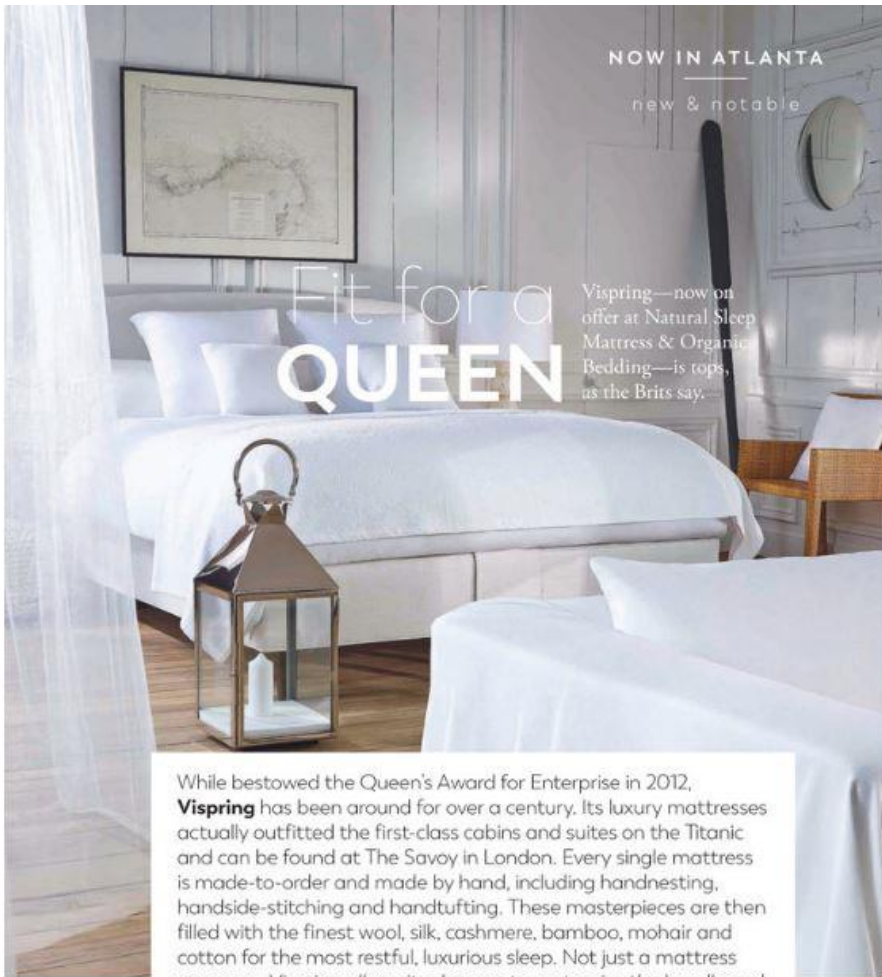 NOW IN ATLANTA
new & notable
Fit for a
QUEEN
Vispring—now on
offer at Natural Sleep
Mattress & Organic
Bedding—is tops,
as the Brits say.
While bestowed the Queen's Award for Enterprise in 2012,
Vispring has been around for over a century. Its luxury mattresses
actually outfitted the first-class cabins and suites on the Titanic
and can be found at The Savoy in London. Every single mattress
is made-to-order and made by hand, including handnesting,
handside-stitching and handtufting. These masterpieces are then
filled with the finest wool, silk, cashmere, bamboo, mohair and
cotton for the most restful, luxurious sleep. Not just a mattress